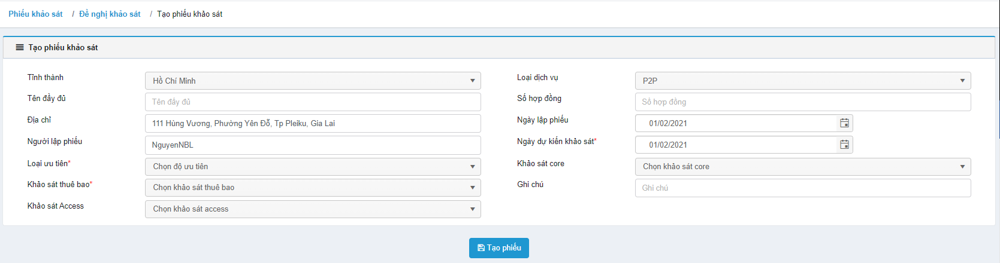 Phiếu khảo sát / Đề nghị khảo sát / Tạo phiếu khảo sát
Tạo phiếu khảo sát
Tỉnh thành Hồ Chí Minh Loại dịch vụ P2P
Tên đầy đủ Tên đầy đủ Số hợp đồng Số hợp đồng
Địa chỉ 111 Hùng Vương, Phường Yên Đỗ, Tp Pleiku, Gia Lai Ngày lập phiếu 01/02/2021
Người lập phiếu NguyenNBL Ngày dự kiến khảo sát* 01/02/2021
Loại ưu tiên* Chọn độ ưu tiên Khảo sát core Chọn khảo sát core
Khảo sát thuê bao* Chọn khảo sát thuê bao Ghi chú Ghi chú
Khảo sát Access Chọn khảo sát access
Tạo phiếu